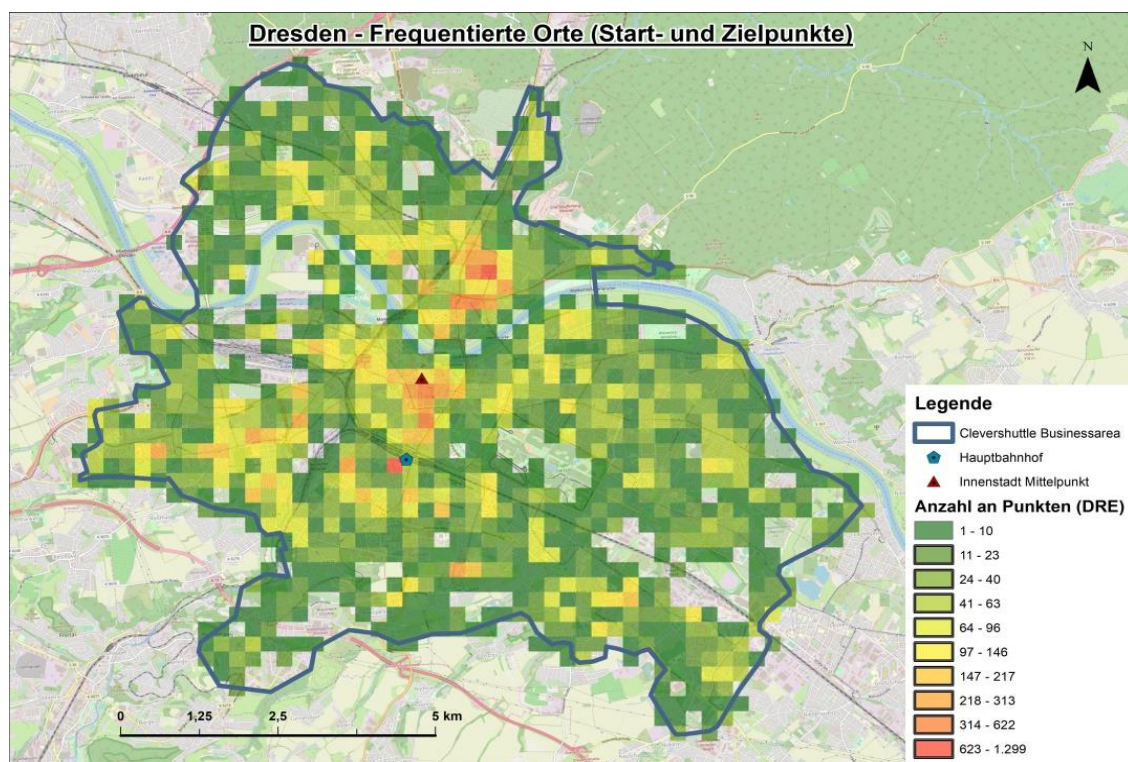 Dresden - Frequentierte Orte (Start- und Zielpunkte)
N
Legende
Clevershuttle Businessarea
Hauptbahnhof
Innenstadt Mittelpunkt
Anzahl an Punkten (DRE)
1 - 10
11 - 23
24 - 40
41 - 63
64 - 96
97 - 146
147 - 217
218 - 313
314 - 622
623 - 1.299
0 1,25 2,5 5 km